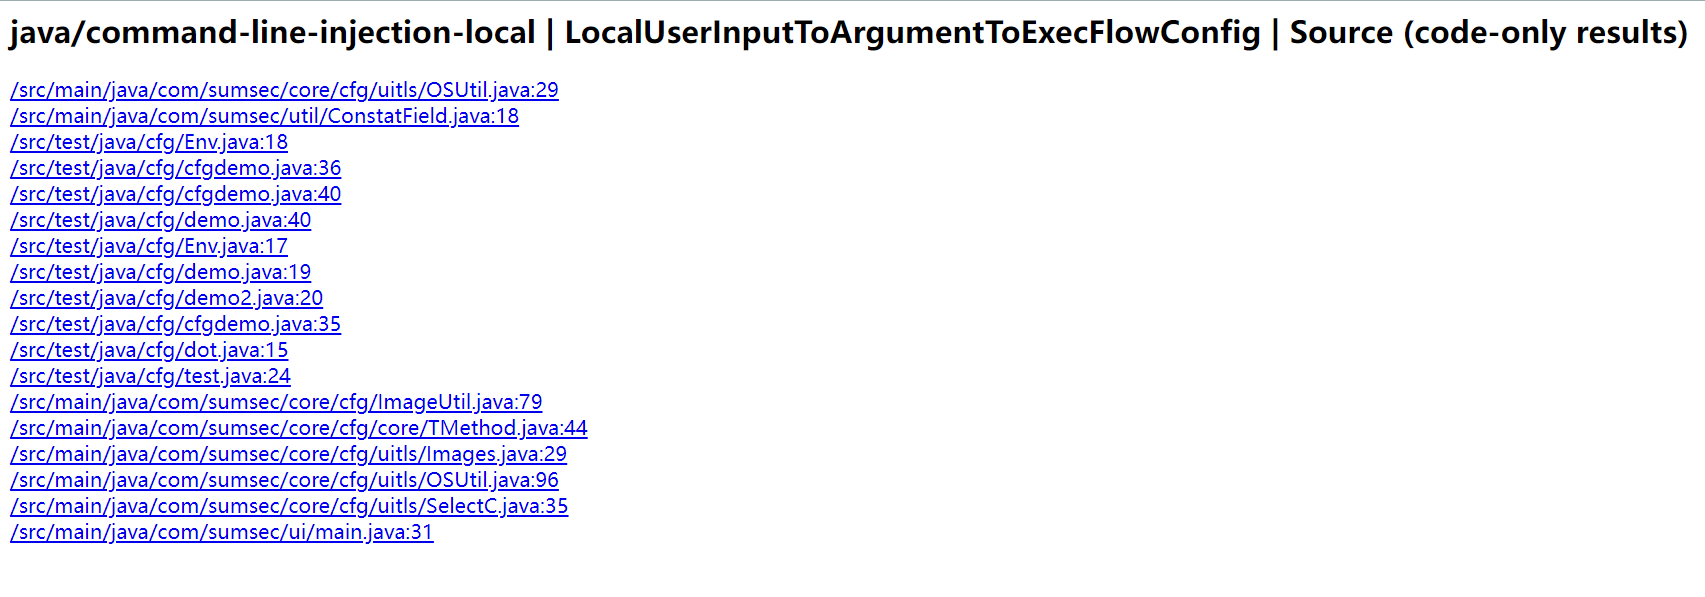 java/command-line-injection-local | LocalUserInputToArgumentToExecFlowConfig | Source (code-only results)
/src/main/java/com/sumsec/core/cfg/uitls/OSUtil.java:29
/src/main/java/com/sumsec/util/ConstatField.java:18
/src/test/java/cfg/Env.java:18
/src/test/java/cfg/cfgdemo.java:36
/src/test/java/cfg/cfgdemo.java:40
/src/test/java/cfg/demo.java:40
/src/test/java/cfg/Env.java:17
/src/test/java/cfg/demo.java:19
/src/test/java/cfg/demo2.java:20
/src/test/java/cfg/cfgdemo.java:35
/src/test/java/cfg/dot.java:15
/src/test/java/cfg/test.java:24
/src/main/java/com/sumsec/core/cfg/ImageUtil.java:79
/src/main/java/com/sumsec/core/cfg/core/TMethod.java:44
/src/main/java/com/sumsec/core/cfg/uitls/Images.java:29
/src/main/java/com/sumsec/core/cfg/uitls/OSUtil.java:96
/src/main/java/com/sumsec/core/cfg/uitls/SelectC.java:35
/src/main/java/com/sumsec/ui/main.java:31